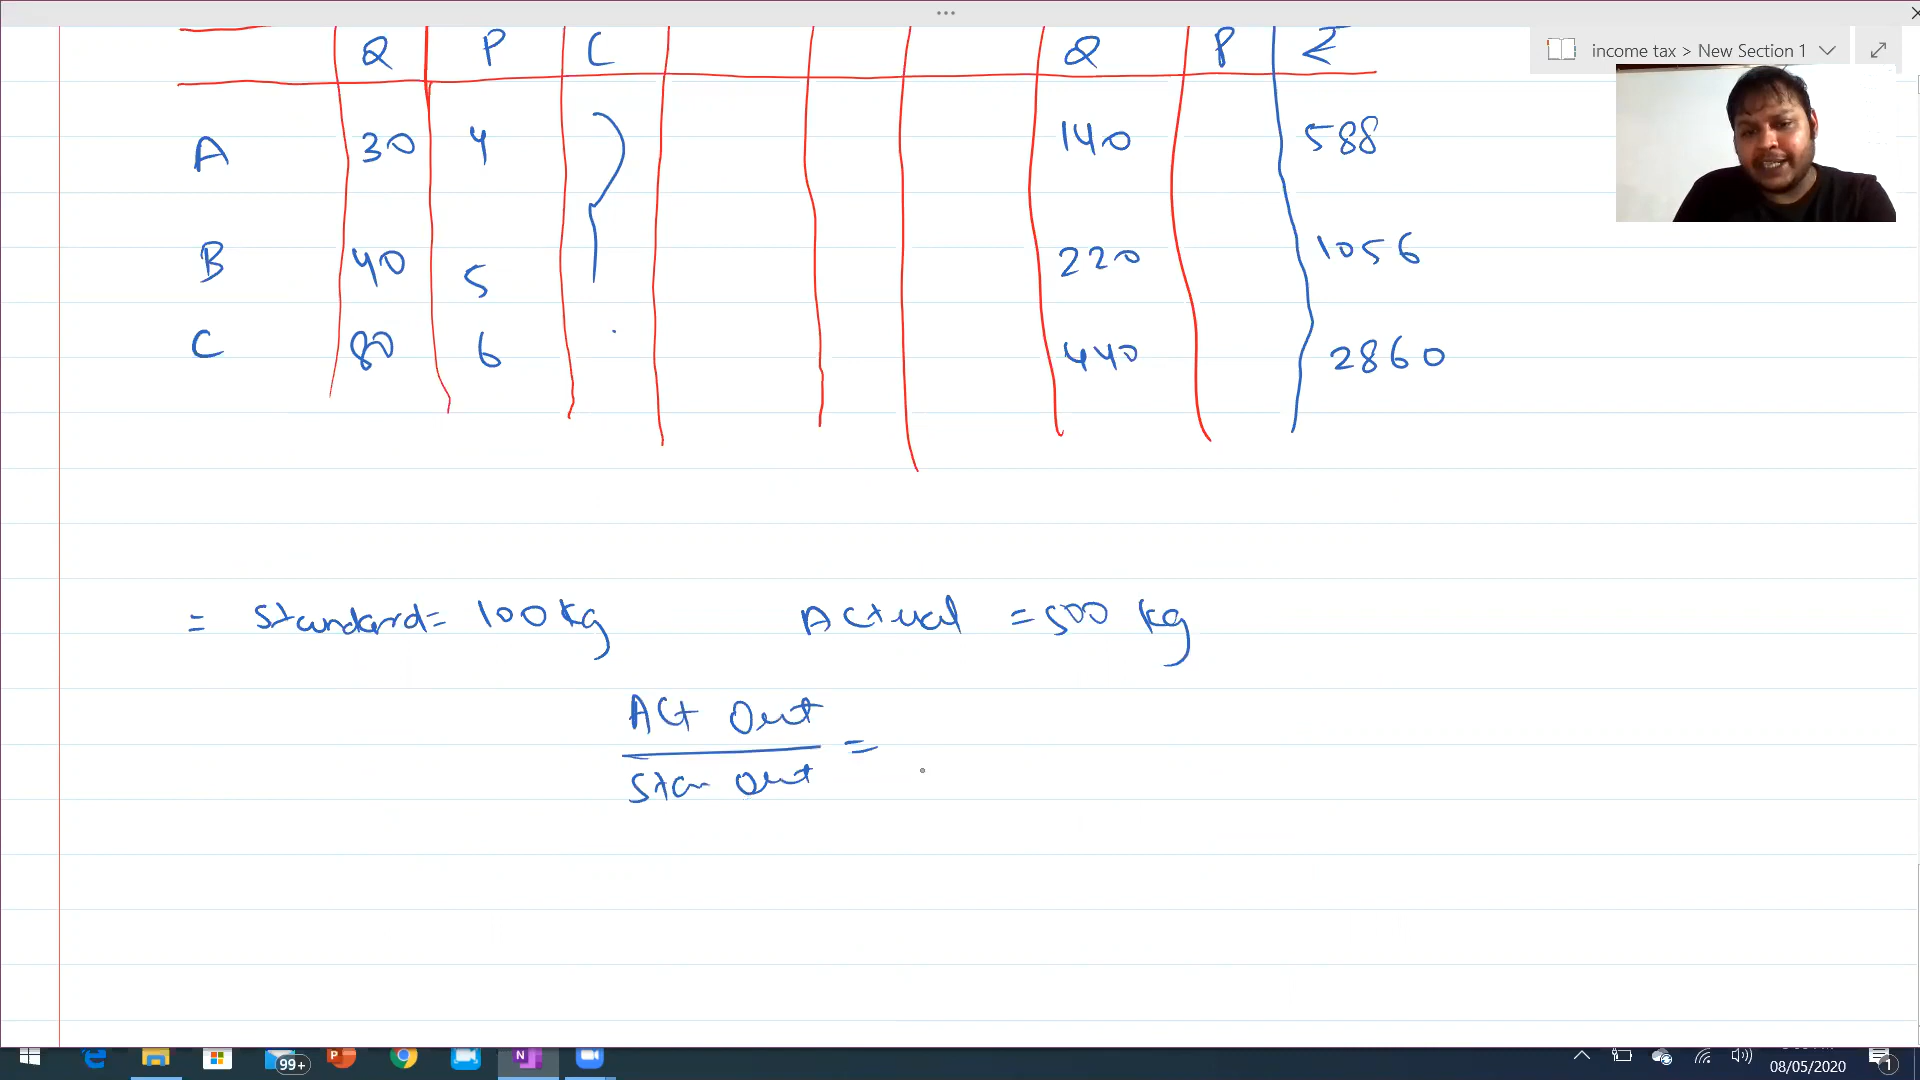 ...
income tax > New Section 1
Q P C Q P ₹
A 30 4 140 588
B 40 5 220 1056
C 80 6 440 2860
= Standard = 100 kg Actual = 500 kg
Act Out
Stan Out =
99+
08/05/2020
1